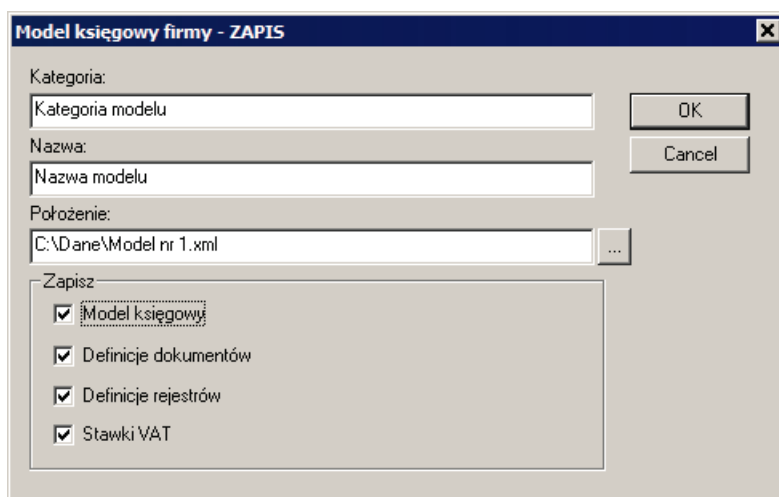 Model księgowy firmy - ZAPIS
Kategoria:
Kategoria modelu
OK
Nazwa:
Cancel
Nazwa modelu
Położenie:
C:\Dane\Model nr 1.xml
...
Zapisz
Model księgowy
Definicje dokumentów
Definicje rejestrów
Stawki VAT